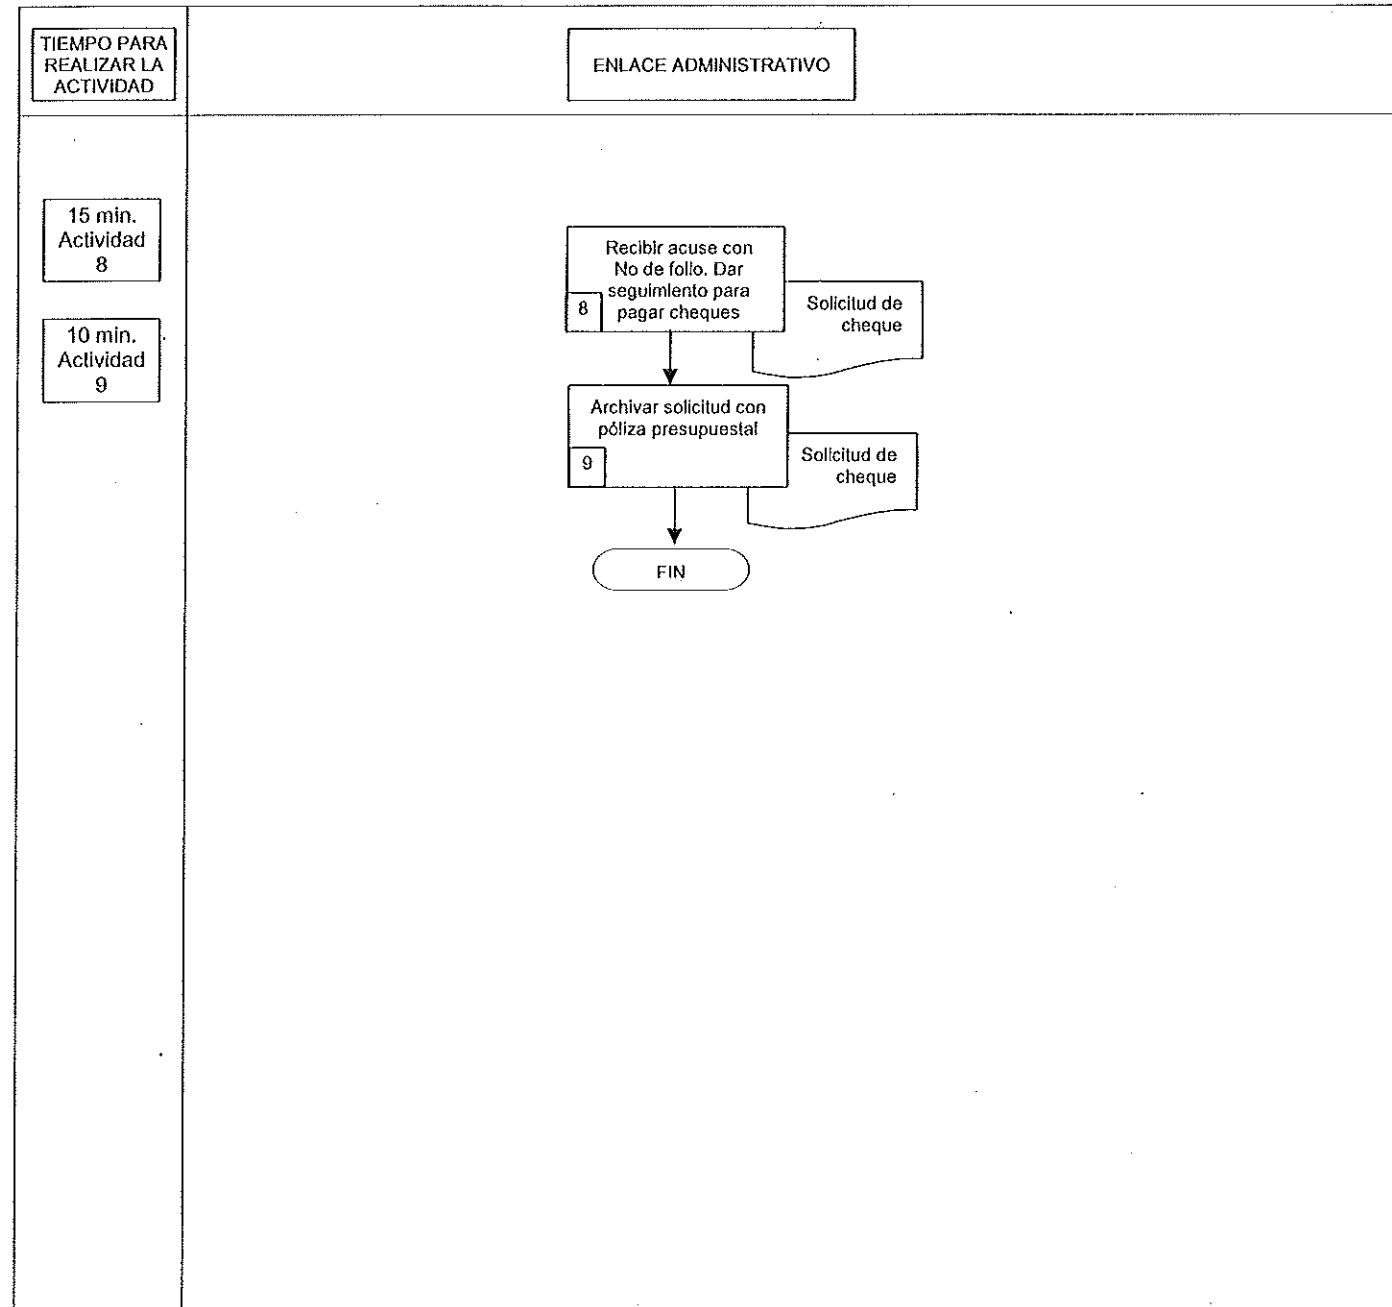 TIEMPO PARA
REALIZAR LA
ACTIVIDAD
ENLACE ADMINISTRATIVO
15 min.
Actividad
8
10 min.
Actividad
9
Recibir acuse con
No de folio. Dar
seguimiento para
pagar cheques
8
Solicitud de
cheque
Archivar solicitud con
póliza presupuestal
9
Solicitud de
cheque
FIN